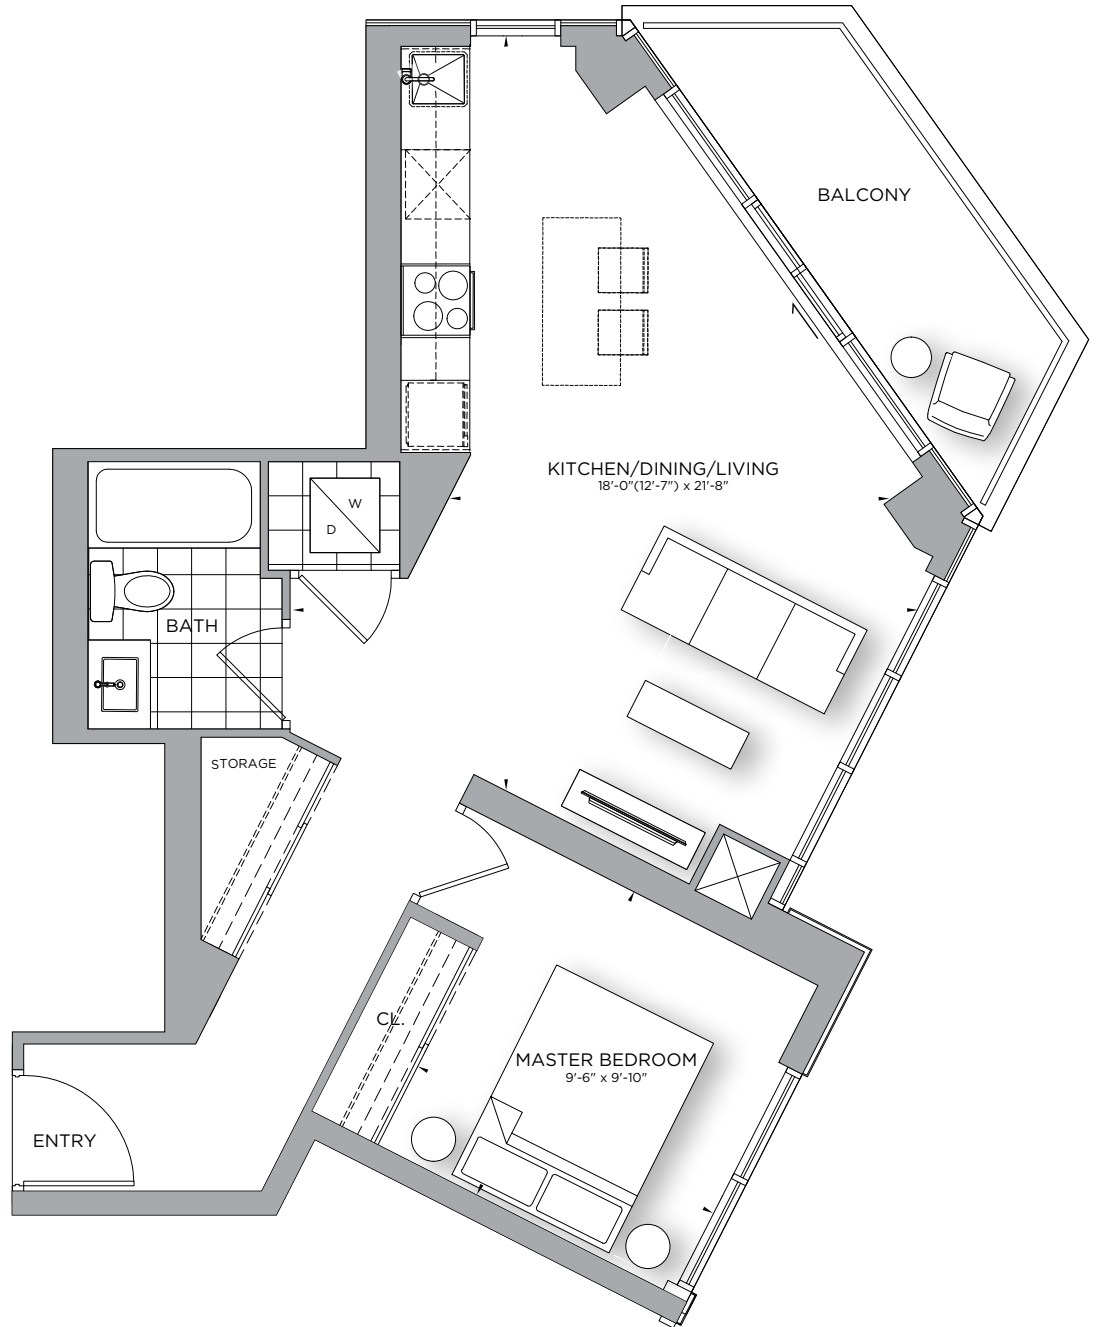 BALCONY
KITCHEN/DINING/LIVING
18'-0"(12'-7") x 21'-8"
W
D
BATH
STORAGE
CL.
MASTER BEDROOM
9'-6" x 9'-10"
ENTRY